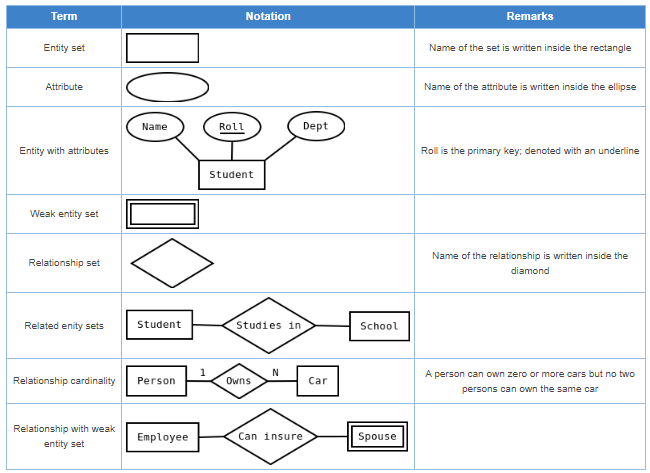 Term Notation Remarks
Entity set Name of the set is written inside the rectangle
Attribute Name of the attribute is written inside the ellipse
Name Roll Dept
Entity with attributes Roll is the primary key; denoted with an underline
Student
Weak entity set
Relationship set
Name of the relationship is written inside the
diamond
Related enity sets Student Studies in School
Relationship cardinality Person 1 Owns N Car
A person can own zero or more cars but no two
persons can own the same car
Relationship with weak
entity set
Employee Can insure Spouse